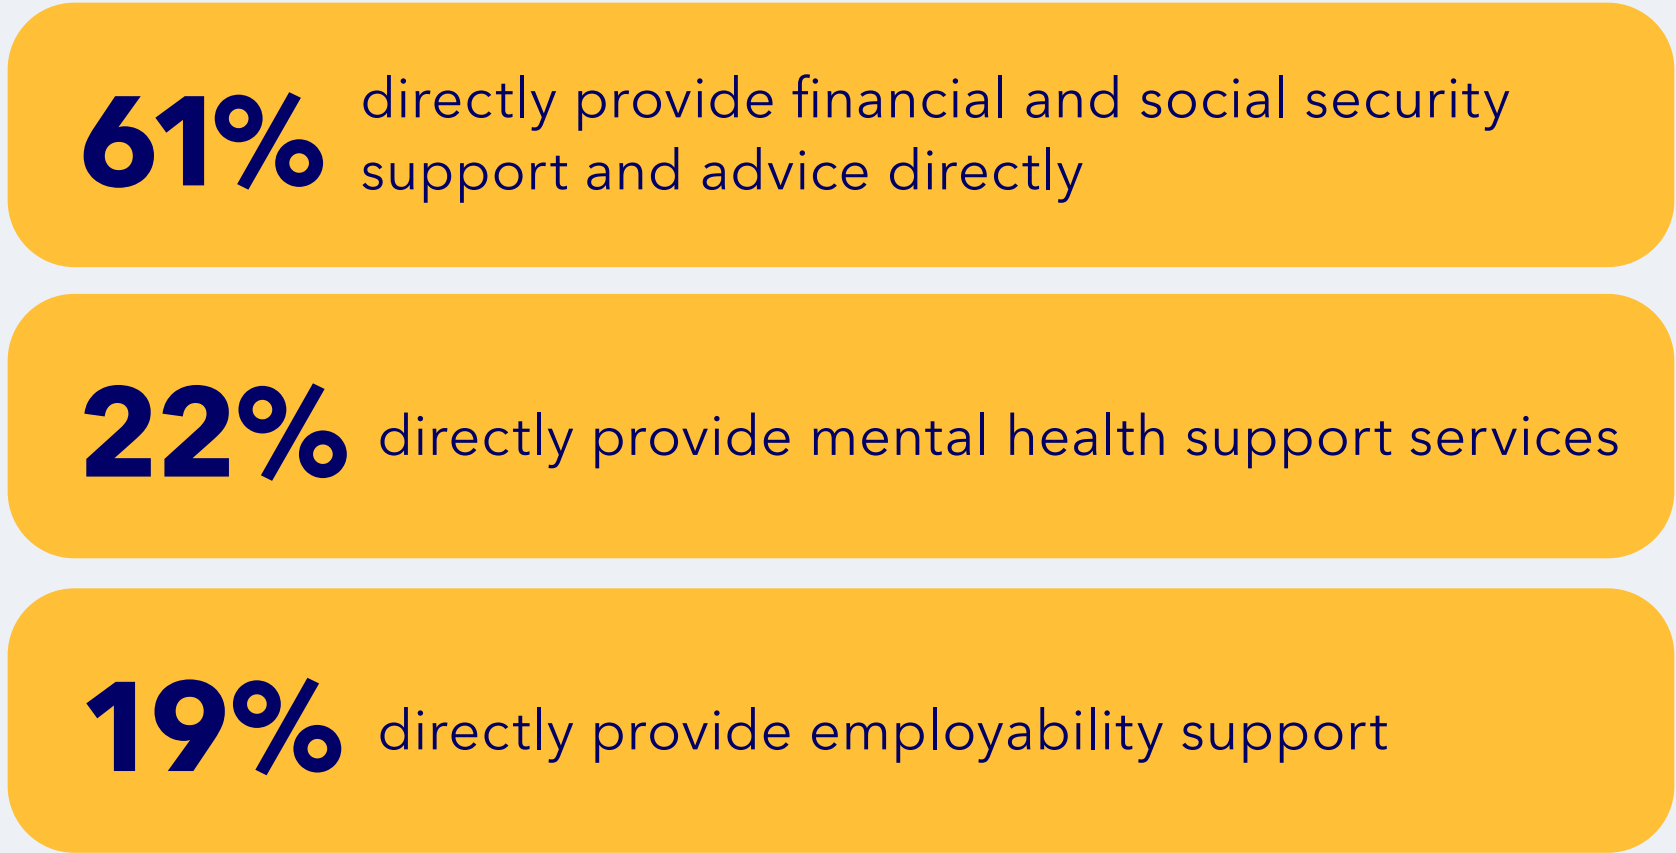 61%
directly provide financial and social security
support and advice directly
22%
directly provide mental health support services
19%
directly provide employability support